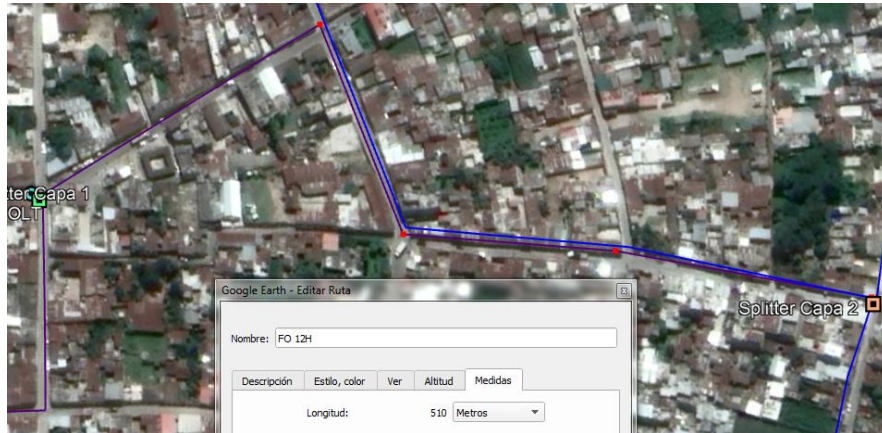 tter Capa 1
OLT
Splitter Capa 2
Google Earth - Editar Ruta
Nombre: FO 12H
Descripción Estilo, color Ver Altitud Medidas
Longitud: 510 Metros